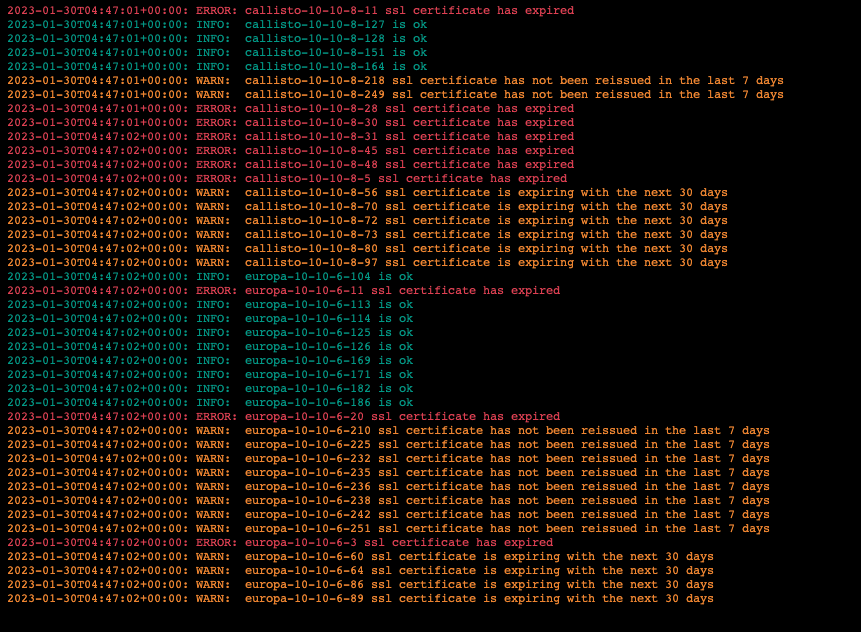 2023-01-30T04:47:01+00:00: ERROR: callisto-10-10-8-11 ssl certificate has expired
2023-01-30T04:47:01+00:00: INFO:  callisto-10-10-8-127 is ok
2023-01-30T04:47:01+00:00: INFO:  callisto-10-10-8-128 is ok
2023-01-30T04:47:01+00:00: INFO:  callisto-10-10-8-151 is ok
2023-01-30T04:47:01+00:00: INFO:  callisto-10-10-8-164 is ok
2023-01-30T04:47:01+00:00: WARN:  callisto-10-10-8-218 ssl certificate has not been reissued in the last 7 days
2023-01-30T04:47:01+00:00: WARN:  callisto-10-10-8-249 ssl certificate has not been reissued in the last 7 days
2023-01-30T04:47:01+00:00: ERROR: callisto-10-10-8-28 ssl certificate has expired
2023-01-30T04:47:02+00:00: ERROR: callisto-10-10-8-30 ssl certificate has expired
2023-01-30T04:47:02+00:00: ERROR: callisto-10-10-8-31 ssl certificate has expired
2023-01-30T04:47:02+00:00: ERROR: callisto-10-10-8-45 ssl certificate has expired
2023-01-30T04:47:02+00:00: ERROR: callisto-10-10-8-48 ssl certificate has expired
2023-01-30T04:47:02+00:00: ERROR: callisto-10-10-8-5 ssl certificate has expired
2023-01-30T04:47:02+00:00: WARN:  callisto-10-10-8-56 ssl certificate is expiring with the next 30 days
2023-01-30T04:47:02+00:00: WARN:  callisto-10-10-8-70 ssl certificate is expiring with the next 30 days
2023-01-30T04:47:02+00:00: WARN:  callisto-10-10-8-72 ssl certificate is expiring with the next 30 days
2023-01-30T04:47:02+00:00: WARN:  callisto-10-10-8-73 ssl certificate is expiring with the next 30 days
2023-01-30T04:47:02+00:00: WARN:  callisto-10-10-8-80 ssl certificate is expiring with the next 30 days
2023-01-30T04:47:02+00:00: WARN:  callisto-10-10-8-97 ssl certificate is expiring with the next 30 days
2023-01-30T04:47:02+00:00: INFO:  europa-10-10-6-104 is ok
2023-01-30T04:47:02+00:00: ERROR: europa-10-10-6-11 ssl certificate has expired
2023-01-30T04:47:02+00:00: INFO:  europa-10-10-6-113 is ok
2023-01-30T04:47:02+00:00: INFO:  europa-10-10-6-114 is ok
2023-01-30T04:47:02+00:00: INFO:  europa-10-10-6-125 is ok
2023-01-30T04:47:02+00:00: INFO:  europa-10-10-6-126 is ok
2023-01-30T04:47:02+00:00: INFO:  europa-10-10-6-169 is ok
2023-01-30T04:47:02+00:00: INFO:  europa-10-10-6-171 is ok
2023-01-30T04:47:02+00:00: INFO:  europa-10-10-6-182 is ok
2023-01-30T04:47:02+00:00: INFO:  europa-10-10-6-186 is ok
2023-01-30T04:47:02+00:00: ERROR: europa-10-10-6-20 ssl certificate has expired
2023-01-30T04:47:02+00:00: WARN:  europa-10-10-6-210 ssl certificate has not been reissued in the last 7 days
2023-01-30T04:47:02+00:00: WARN:  europa-10-10-6-225 ssl certificate has not been reissued in the last 7 days
2023-01-30T04:47:02+00:00: WARN:  europa-10-10-6-232 ssl certificate has not been reissued in the last 7 days
2023-01-30T04:47:02+00:00: WARN:  europa-10-10-6-235 ssl certificate has not been reissued in the last 7 days
2023-01-30T04:47:02+00:00: WARN:  europa-10-10-6-236 ssl certificate has not been reissued in the last 7 days
2023-01-30T04:47:02+00:00: WARN:  europa-10-10-6-238 ssl certificate has not been reissued in the last 7 days
2023-01-30T04:47:02+00:00: WARN:  europa-10-10-6-242 ssl certificate has not been reissued in the last 7 days
2023-01-30T04:47:02+00:00: WARN:  europa-10-10-6-251 ssl certificate has not been reissued in the last 7 days
2023-01-30T04:47:02+00:00: ERROR: europa-10-10-6-3 ssl certificate has expired
2023-01-30T04:47:02+00:00: WARN:  europa-10-10-6-60 ssl certificate is expiring with the next 30 days
2023-01-30T04:47:02+00:00: WARN:  europa-10-10-6-64 ssl certificate is expiring with the next 30 days
2023-01-30T04:47:02+00:00: WARN:  europa-10-10-6-86 ssl certificate is expiring with the next 30 days
2023-01-30T04:47:02+00:00: WARN:  europa-10-10-6-89 ssl certificate is expiring with the next 30 days